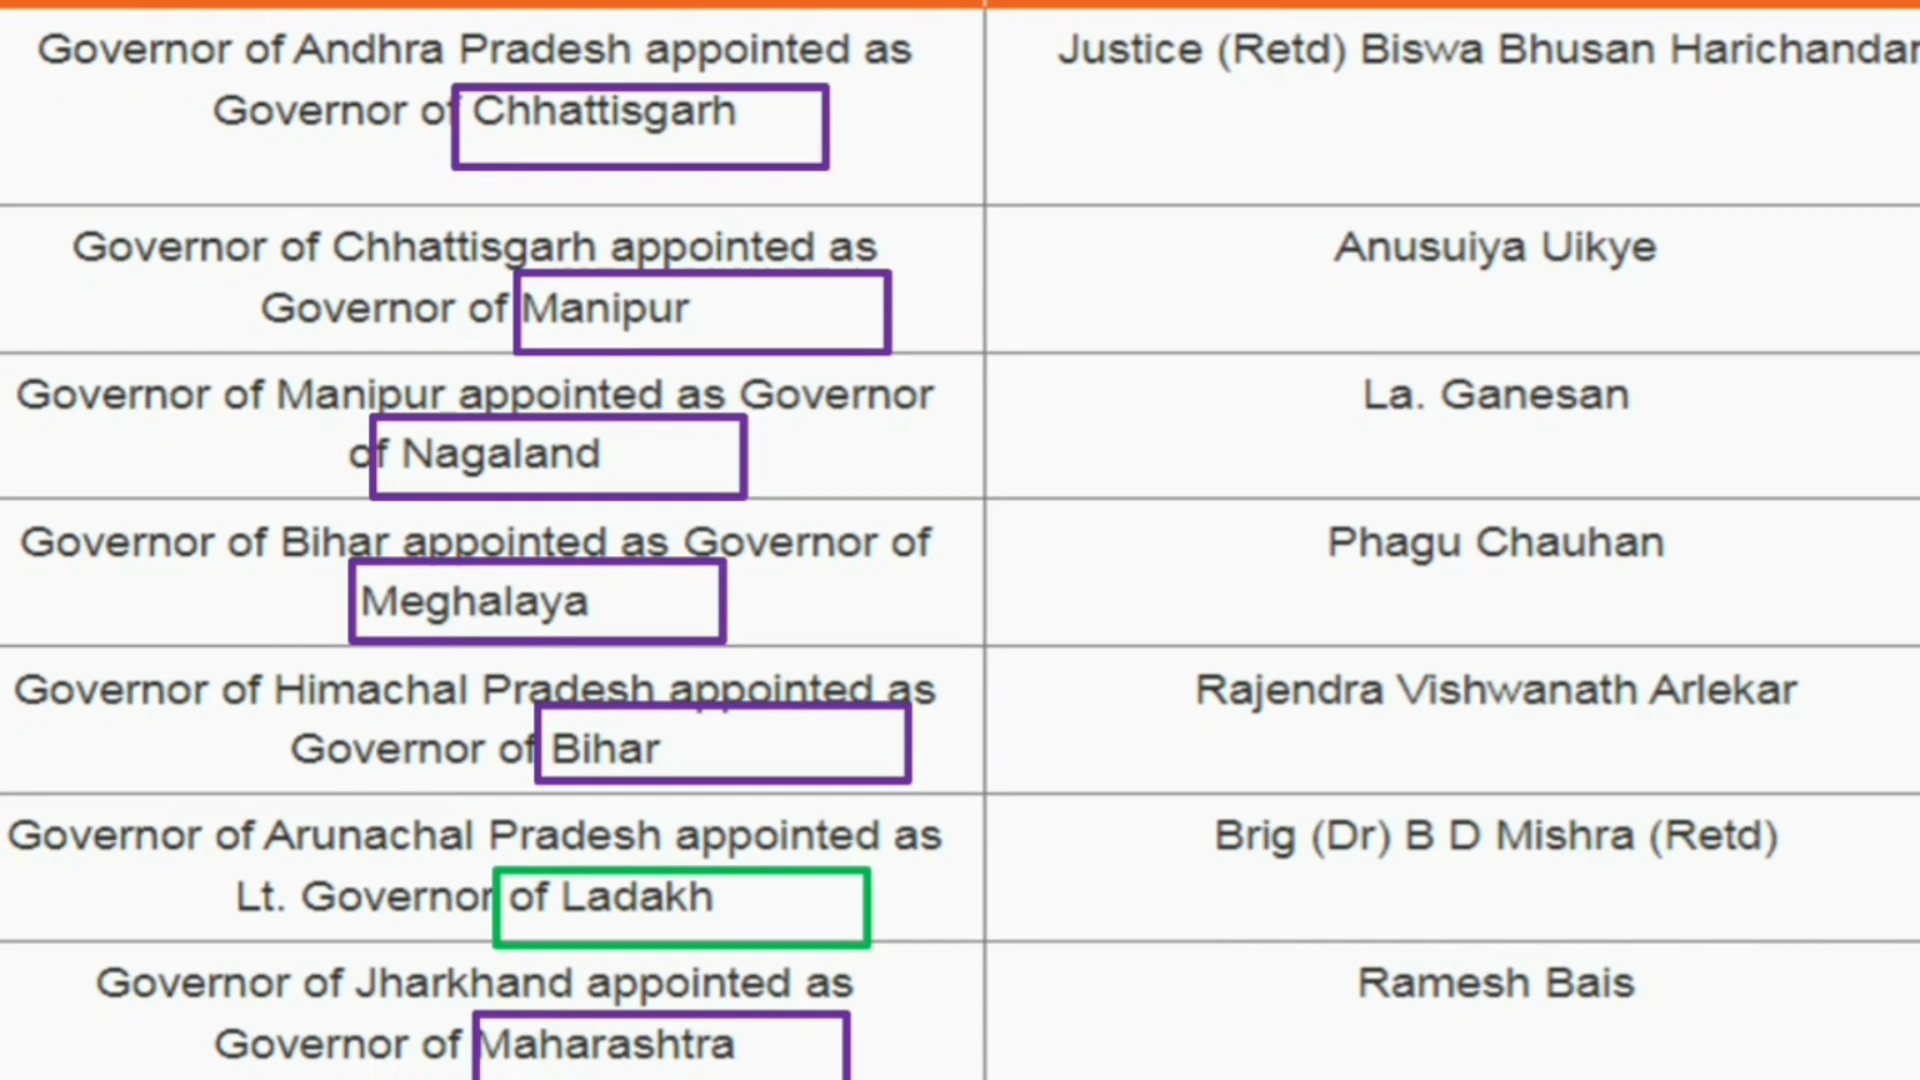 Governor of Andhra Pradesh appointed as
Governor of Chhattisgarh
Justice (Retd) Biswa Bhusan Harichandan
Governor of Chhattisgarh appointed as
Governor of Manipur
Anusuiya Uikye
Governor of Manipur appointed as Governor
of Nagaland
La. Ganesan
Governor of Bihar appointed as Governor of
Meghalaya
Phagu Chauhan
Governor of Himachal Pradesh appointed as
Governor of Bihar
Rajendra Vishwanath Arlekar
Governor of Arunachal Pradesh appointed as
Lt. Governor of Ladakh
Brig (Dr) B D Mishra (Retd)
Governor of Jharkhand appointed as
Governor of Maharashtra
Ramesh Bais